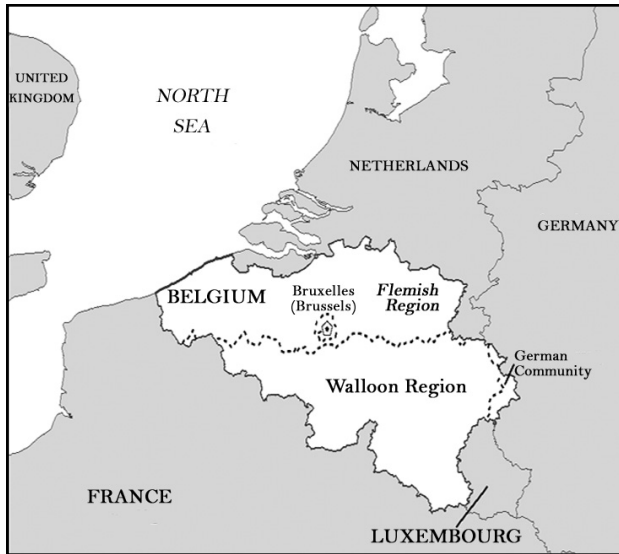 UNITED
KINGDOM
NORTH
SEA
NETHERLANDS
GERMANY
BELGIUM
Bruxelles
(Brussels)
Flemish
Region
German
Community
Walloon Region
FRANCE
LUXEMBOURG